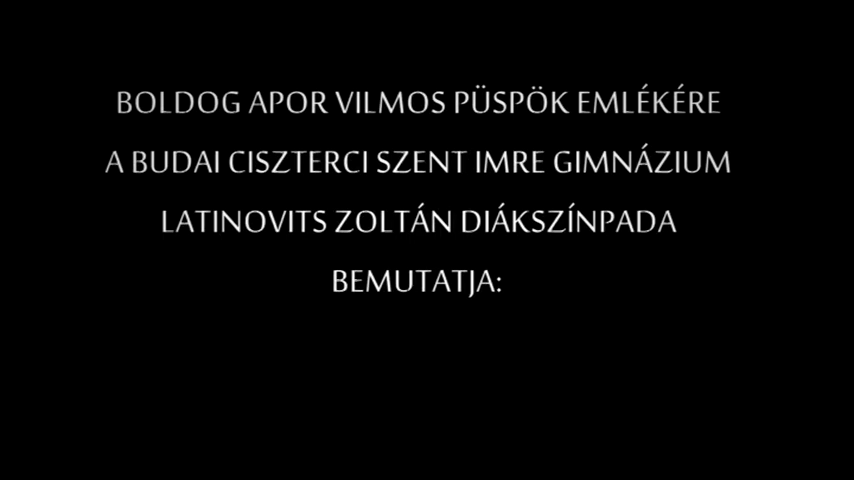 BOLDOG APOR VILMOS PÜSPÖK EMLÉKÉRE
A BUDAI CISZTERCI SZENT IMRE GIMNÁZIUM
LATINOVITS ZOLTÁN DIÁKSZÍNPADA
BEMUTATJA: